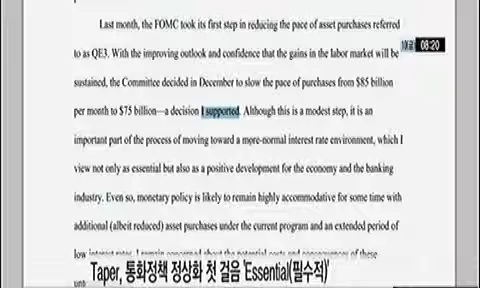 Last month, the FOMC took its first step in reducing the pace of asset purchases referred
to as QE3. With the improving outlook and confidence that the gains in the labor market will be
sustained, the Committee decided in December to slow the pace of purchases from $85 billion
per month to $75 billion—a decision I supported. Although this is a modest step, it is an
important part of the process of moving toward a more-normal interest rate environment, which I
view not only as essential but also as a positive development for the economy and the banking
industry. Even so, monetary policy is likely to remain highly accommodative for some time with
additional (albeit reduced) asset purchases under the current program and an extended period of
low interest rates. I remain concerned about the potential costs and consequences of these
08:20
Taper, 통화정책 정상화 첫 걸음 'Essential(필수적)'